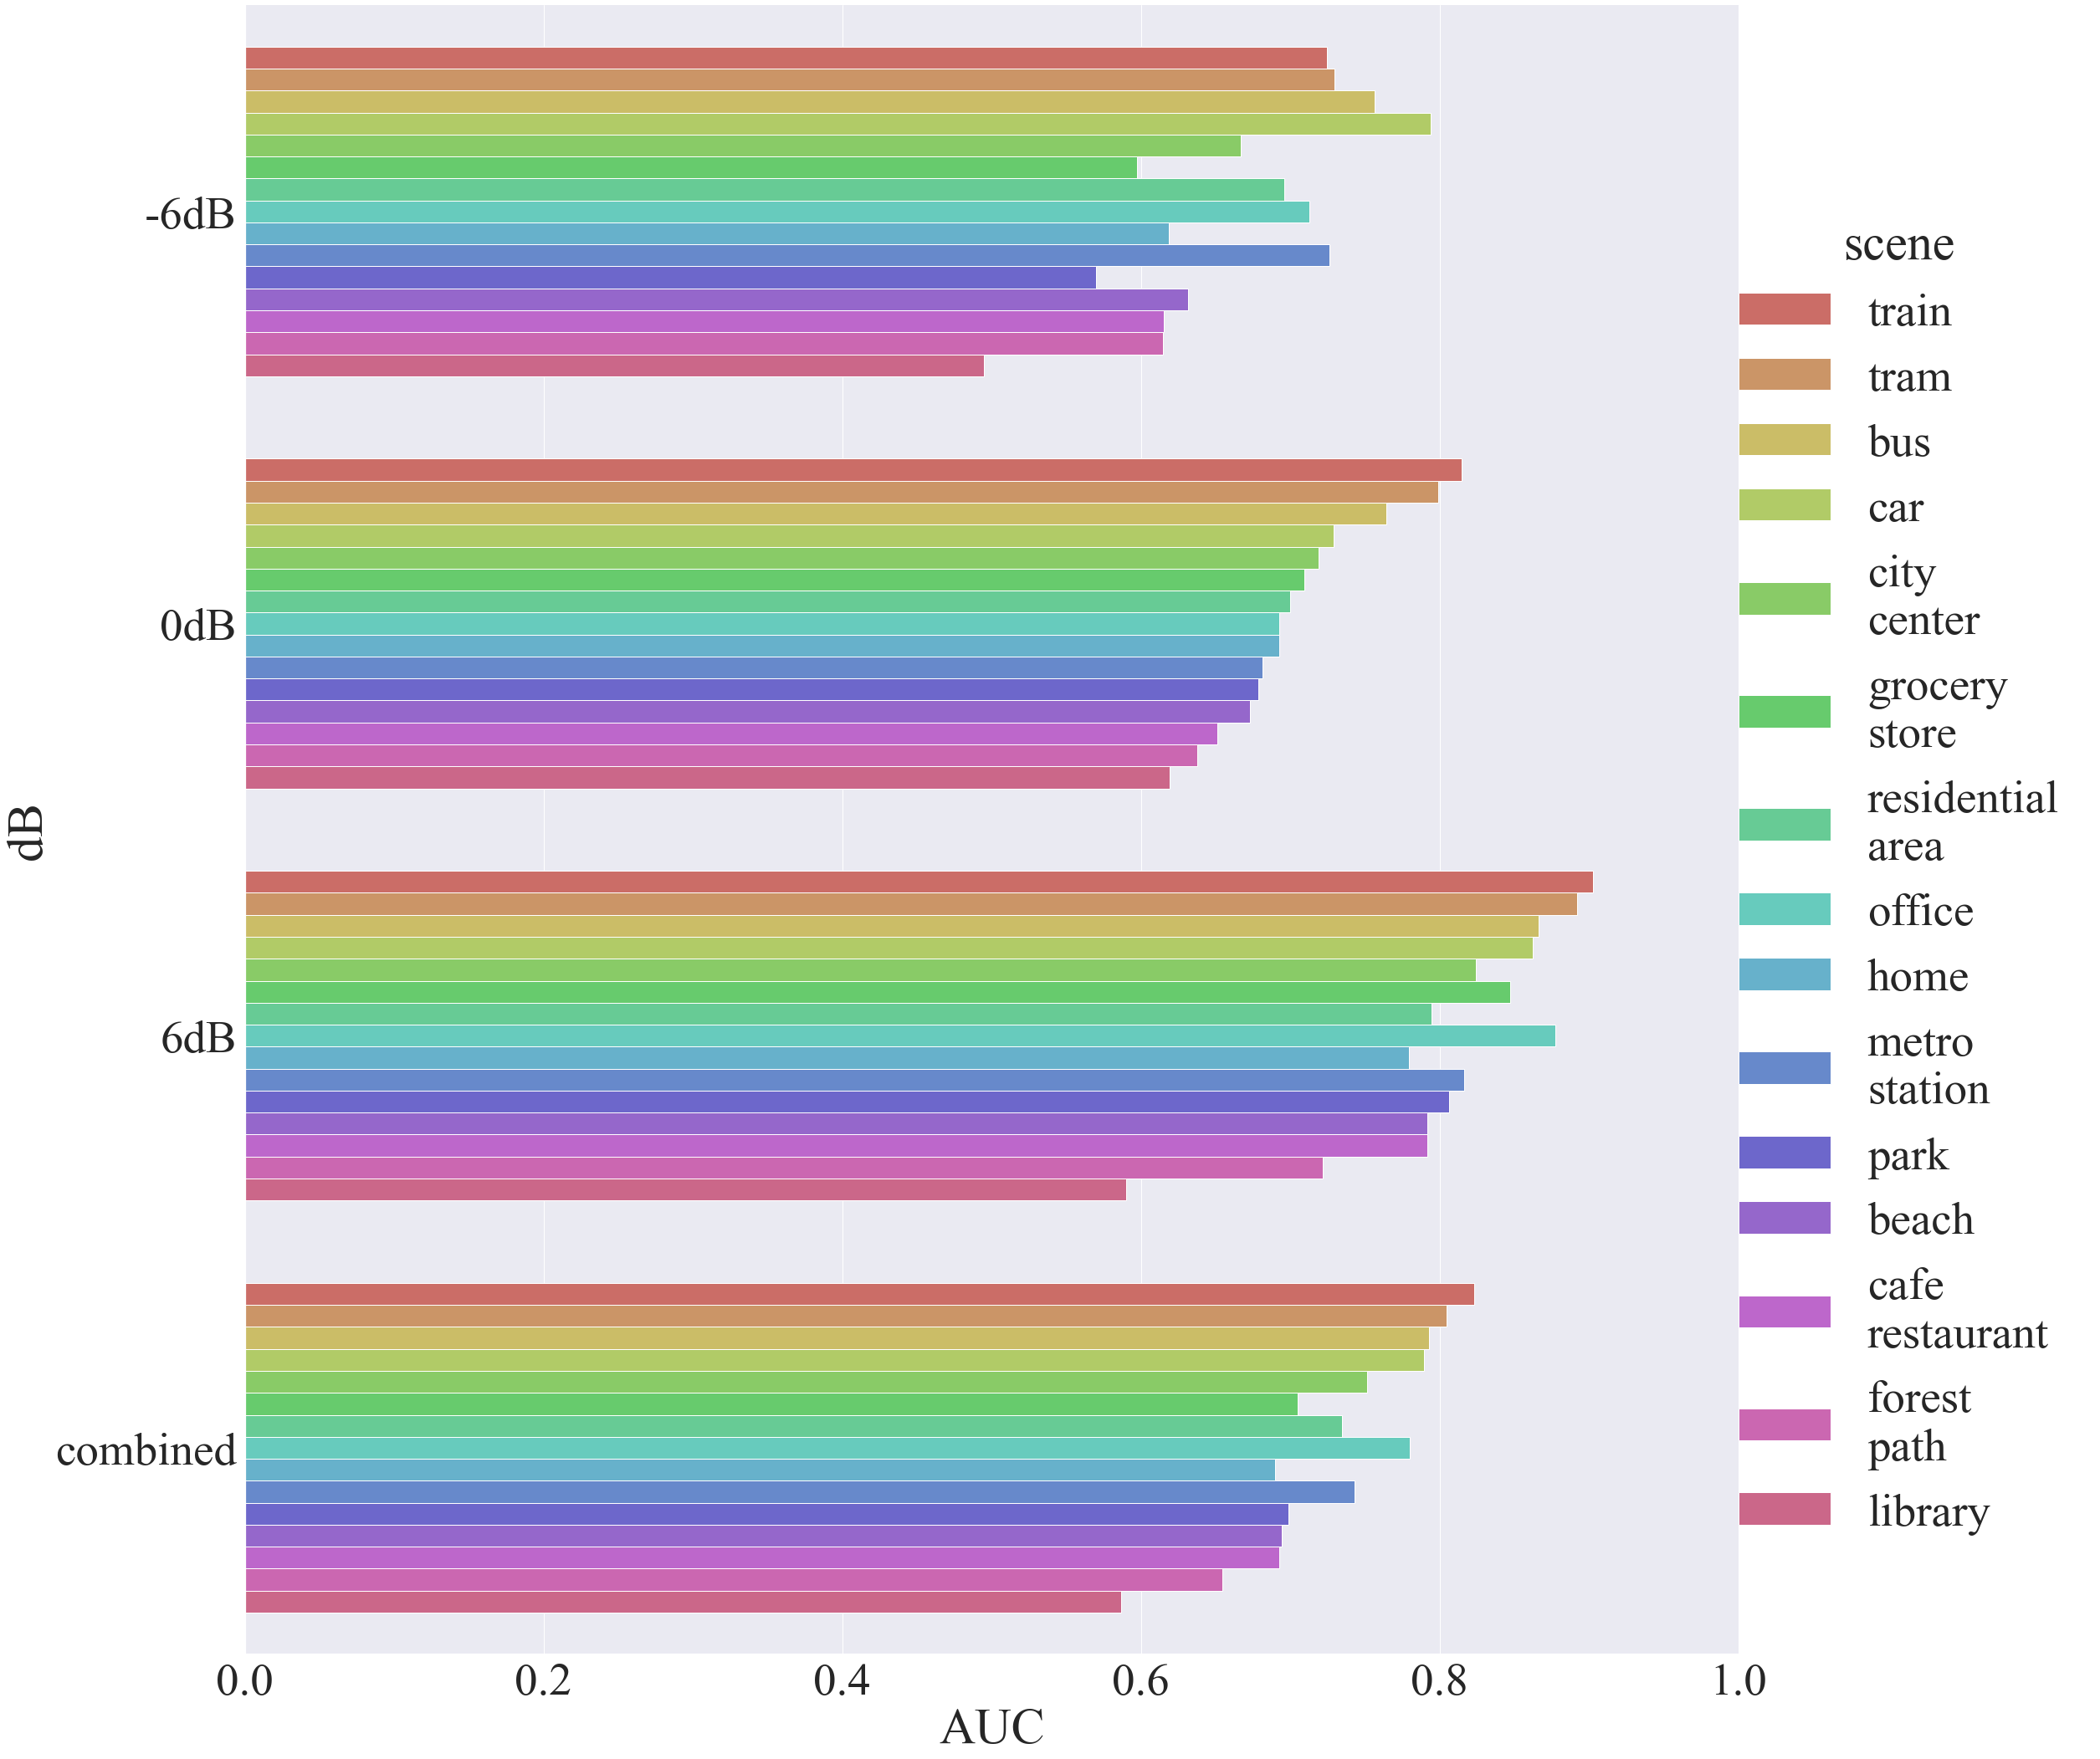 -6dB
0dB
6dB
combined
dB
0.0 0.2 0.4 0.6 0.8 1.0
AUC
scene
train
tram
bus
car
city
center
grocery
store
residential
area
office
home
metro
station
park
beach
cafe
restaurant
forest
path
library